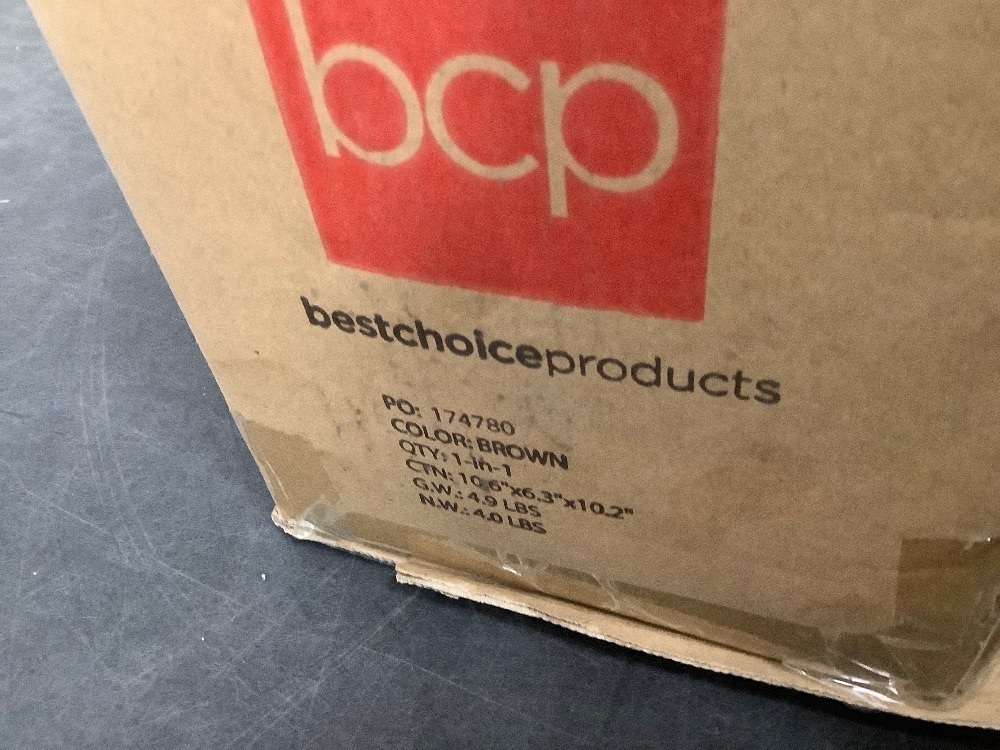 bcp
bestchoiceproducts
PO: 174780
COLOR: BROWN
QTY: 1-in-1
CTN: 10.6"x6.3"x10.2"
G.W.: 4.9 LBS
N.W.: 4.0 LBS